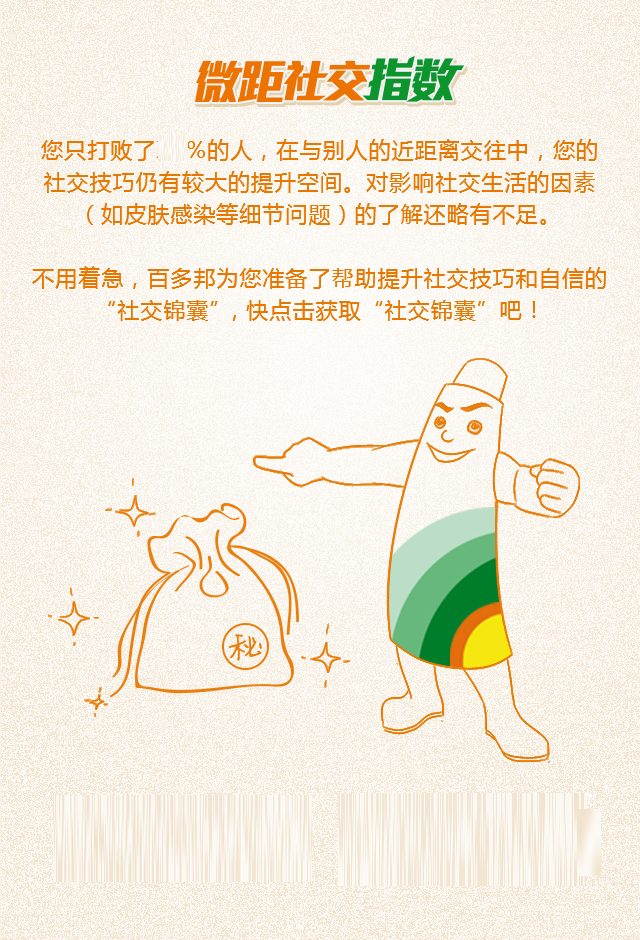 微距社交指数
您只打败了%的人，在与别人的近距离交往中，您的
社交技巧仍有较大的提升空间。对影响社交生活的因素
（如皮肤感染等细节问题）的了解还略有不足。
不用着急，百多邦为您准备了帮助提升社交技巧和自信的
“社交锦囊”，快点击获取“社交锦囊”吧！
秘